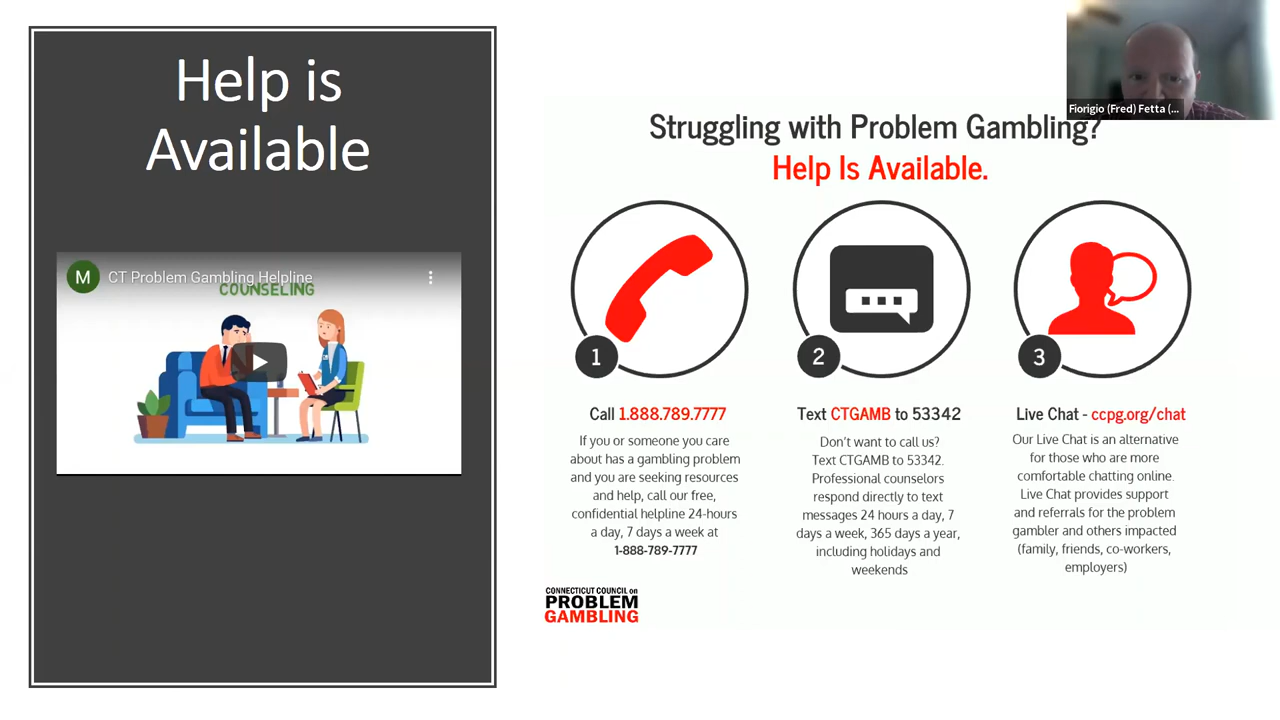 Help is
Available
M
CT Problem Gambling Helpline
COUNSELING
Fiorigio (Fred) Fetta (...
Struggling with Problem Gambling?
Help Is Available.
1
2
3
Call 1.888.789.7777
If you or someone you care
about has a gambling problem
and you are seeking resources
and help, call our free,
confidential helpline 24-hours
a day, 7 days a week at
1-888-789-7777
Text CTGAMB to 53342
Don't want to call us?
Text CTGAMB to 53342.
Professional counselors
respond directly to text
messages 24 hours a day, 7
days a week, 365 days a year,
including holidays and
weekends
Live Chat - ccpg.org/chat
Our Live Chat is an alternative
for those who are more
comfortable chatting online.
Live Chat provides support
and referrals for the problem
gambler and others impacted
(family, friends, co-workers,
employers)
CONNECTICUT COUNCIL on
PROBLEM
GAMBLING